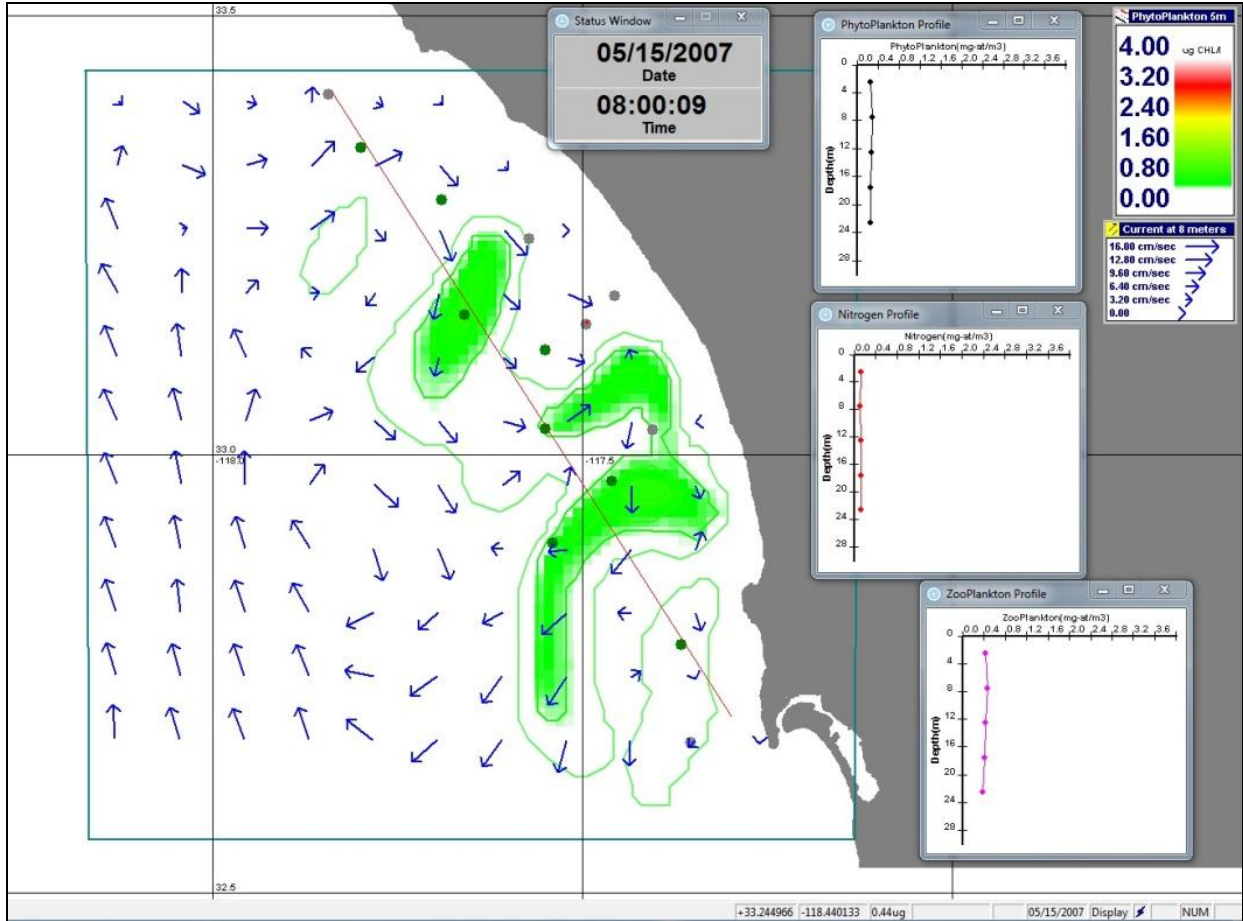 33.5
33.0
-118.0
-117.5
32.5
Status Window
05/15/2007
Date
08:00:09
Time
PhytoPlankton Profile
PhytoPlankton(mg-at/m3)
0.0 0.4 0.8 1.2 1.6 2.0 2.4 2.8 3.2 3.6
0
4
8
12
16
20
24
28
Depth(m)
Nitrogen Profile
Nitrogen(mg-at/m3)
0.0 0.4 0.8 1.2 1.6 2.0 2.4 2.8 3.2 3.6
0
4
8
12
16
20
24
28
Depth(m)
ZooPlankton Profile
ZooPlankton(mg-at/m3)
0.0 0.4 0.8 1.2 1.6 2.0 2.4 2.8 3.2 3.6
0
4
8
12
16
20
24
28
Depth(m)
PhytoPlankton 5m
4.00 ug CHL/l
3.20
2.40
1.60
0.80
0.00
Current at 8 meters
16.00 cm/sec
12.80 cm/sec
9.60 cm/sec
6.40 cm/sec
3.20 cm/sec
0.00
+33.244966 -118.440133 0.44ug 05/15/2007 Display NUM